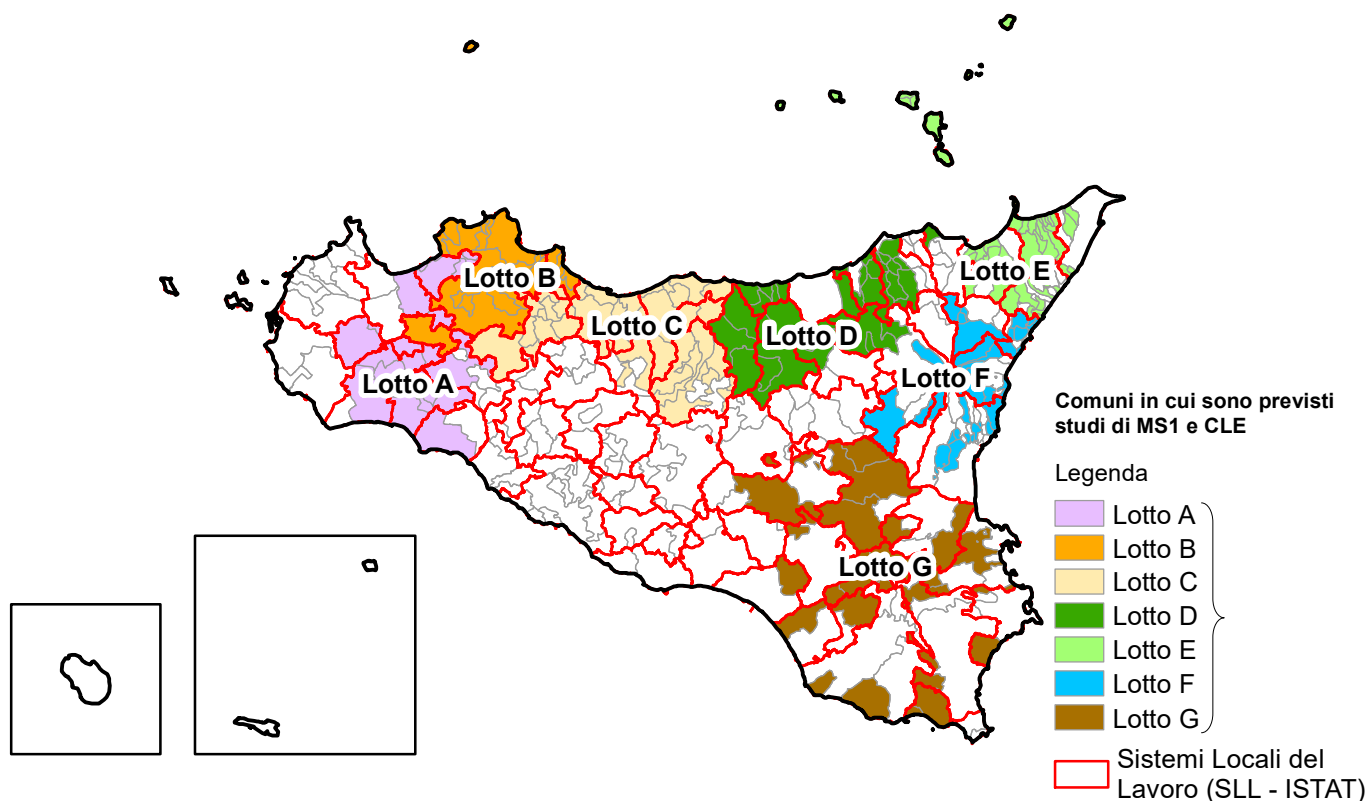 Lotto B
Lotto E
Lotto C
Lotto D
Lotto A
Lotto F
Lotto G
Comuni in cui sono previsti
studi di MS1 e CLE
Legenda
Lotto A
Lotto B
Lotto C
Lotto D
Lotto E
Lotto F
Lotto G
Sistemi Locali del
Lavoro (SLL - ISTAT)